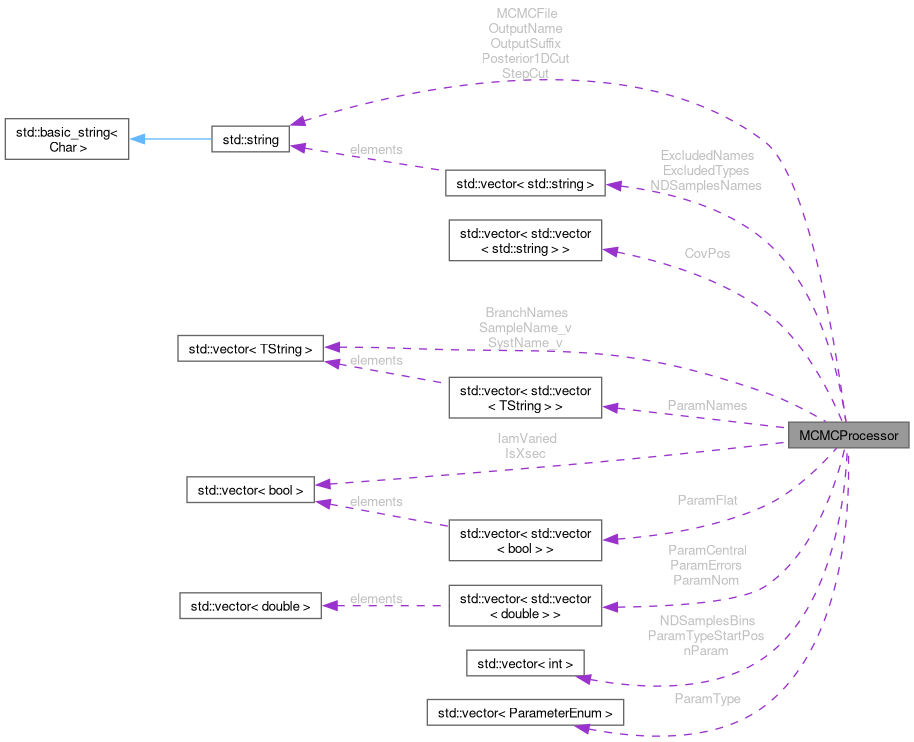 MCMCFile
OutputName
OutputSuffix
Posterior1DCut
StepCut
std::basic_string<
Char >
std::string
elements
std::vector< std::string >
ExcludedNames
ExcludedTypes
NDSamplesNames
std::vector< std::vector
< std::string > >
CovPos
BranchNames
SampleName_v
SystName_v
std::vector< TString >
elements
std::vector< std::vector
< TString > >
ParamNames
MCMCProcessor
IamVaried
IsXsec
std::vector< bool >
elements
ParamFlat
std::vector< std::vector
< bool > >
ParamCentral
ParamErrors
ParamNom
std::vector< double >
elements
std::vector< std::vector
< double > >
NDSamplesBins
ParamTypeStartPos
nParam
std::vector< int >
ParamType
std::vector< ParameterEnum >